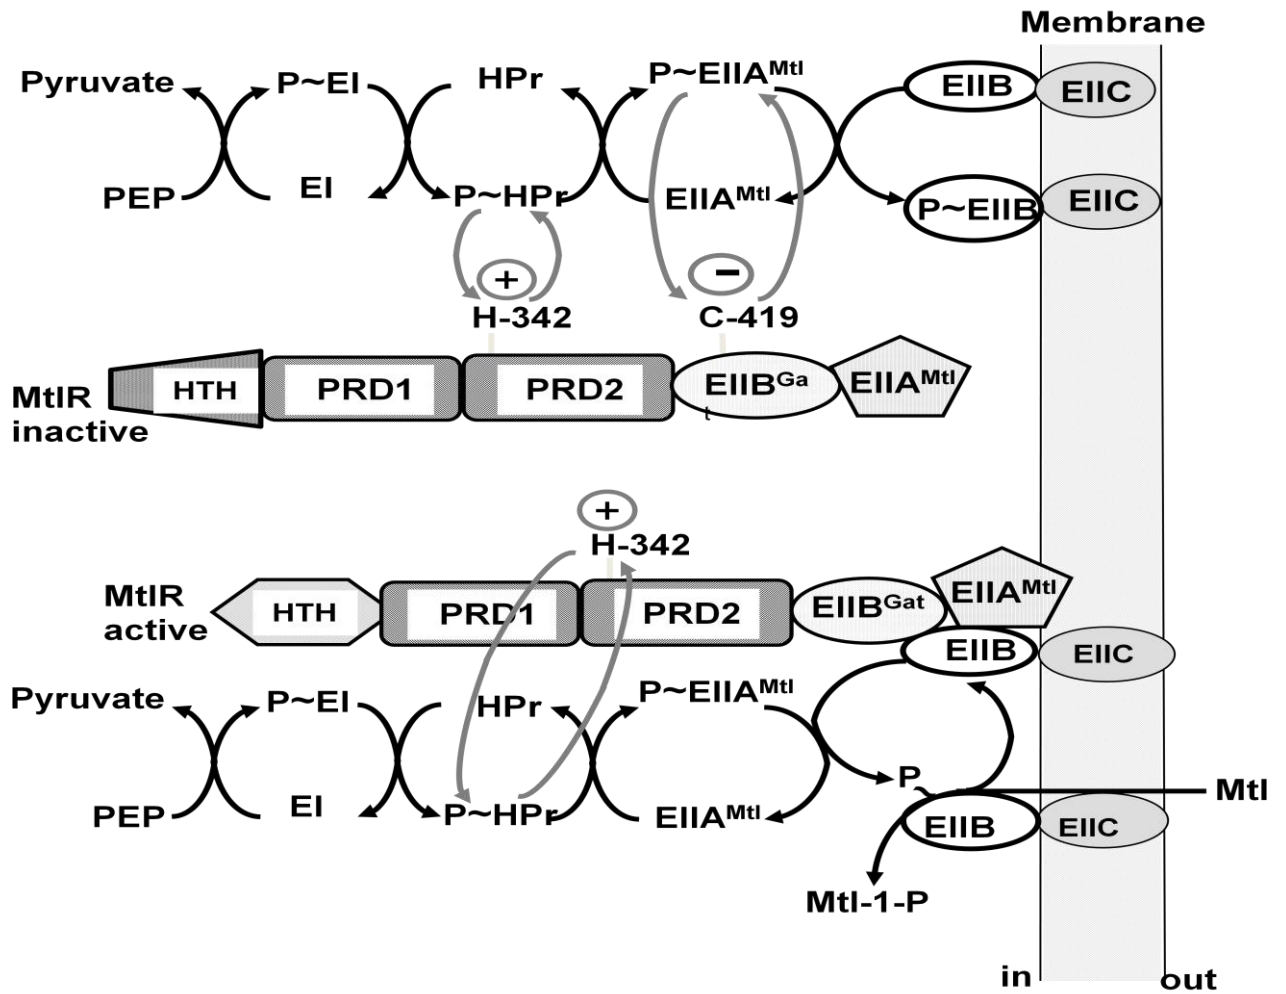 Membrane
Pyruvate P~EI HPr P~EIIAMtl EIIB EIIC
PEP EI P~HPr EIIAMtl P~EIIB EIIC
+ −
H-342 C-419
MtlR
inactive
HTH PRD1 PRD2 EIIBGa
t
EIIAMtl
+
H-342
MtlR
active
HTH PRD1 PRD2 EIIBGat EIIAMtl
EIIB EIIC
Pyruvate P~EI HPr P~EIIAMtl
P~ Mtl
PEP EI P~HPr EIIAMtl EIIB EIIC
Mtl-1-P
in out